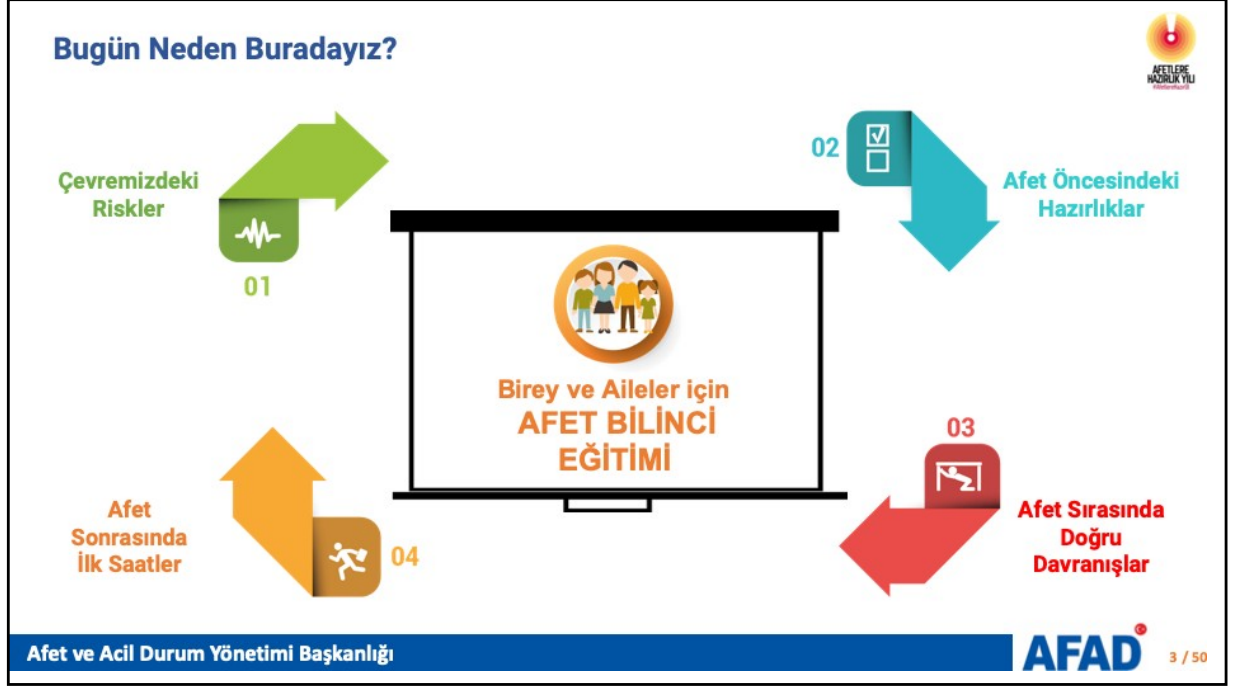 Bugün Neden Buradayız?
AFETLERE
HAZIRLIK YILI
Çevremizdeki
Riskler
01
02
Afet Öncesindeki
Hazırlıklar
Birey ve Aileler için
AFET BİLİNCİ
EĞİTİMİ
03
Afet Sırasında
Doğru
Davranışlar
Afet
Sonrasında
İlk Saatler
04
Afet ve Acil Durum Yönetimi Başkanlığı
AFAD
3 / 50